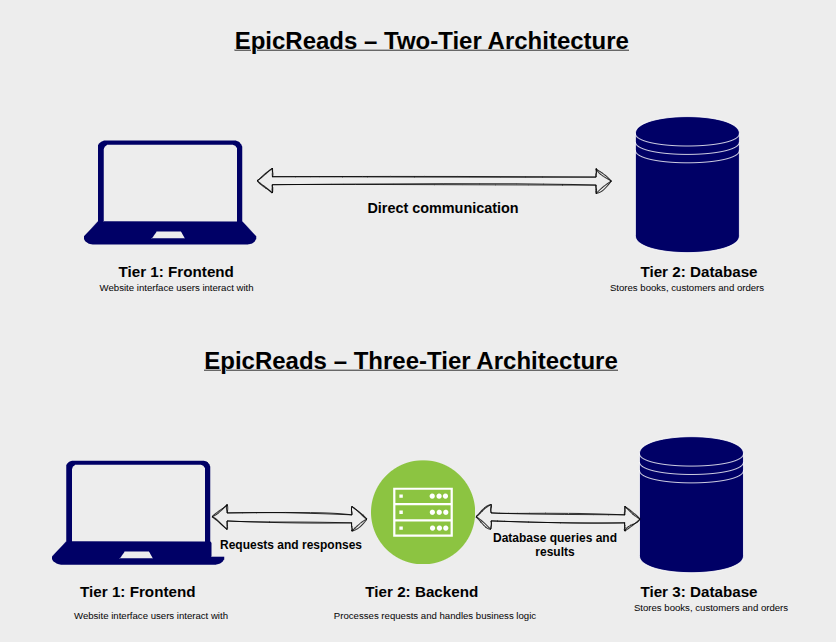 EpicReads – Two-Tier Architecture
Direct communication
Tier 1: Frontend
Website interface users interact with
Tier 2: Database
Stores books, customers and orders
EpicReads – Three-Tier Architecture
Requests and responses
Database queries and
results
Tier 1: Frontend
Website interface users interact with
Tier 2: Backend
Processes requests and handles business logic
Tier 3: Database
Stores books, customers and orders